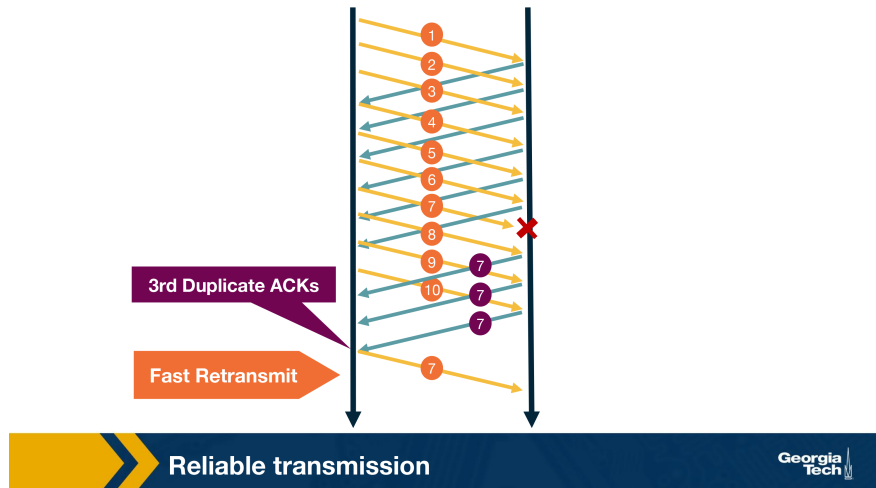 1
2
3
4
5
6
7
8
9
10
7
7
7
3rd Duplicate ACKs
Fast Retransmit
7
Reliable transmission
Georgia
Tech